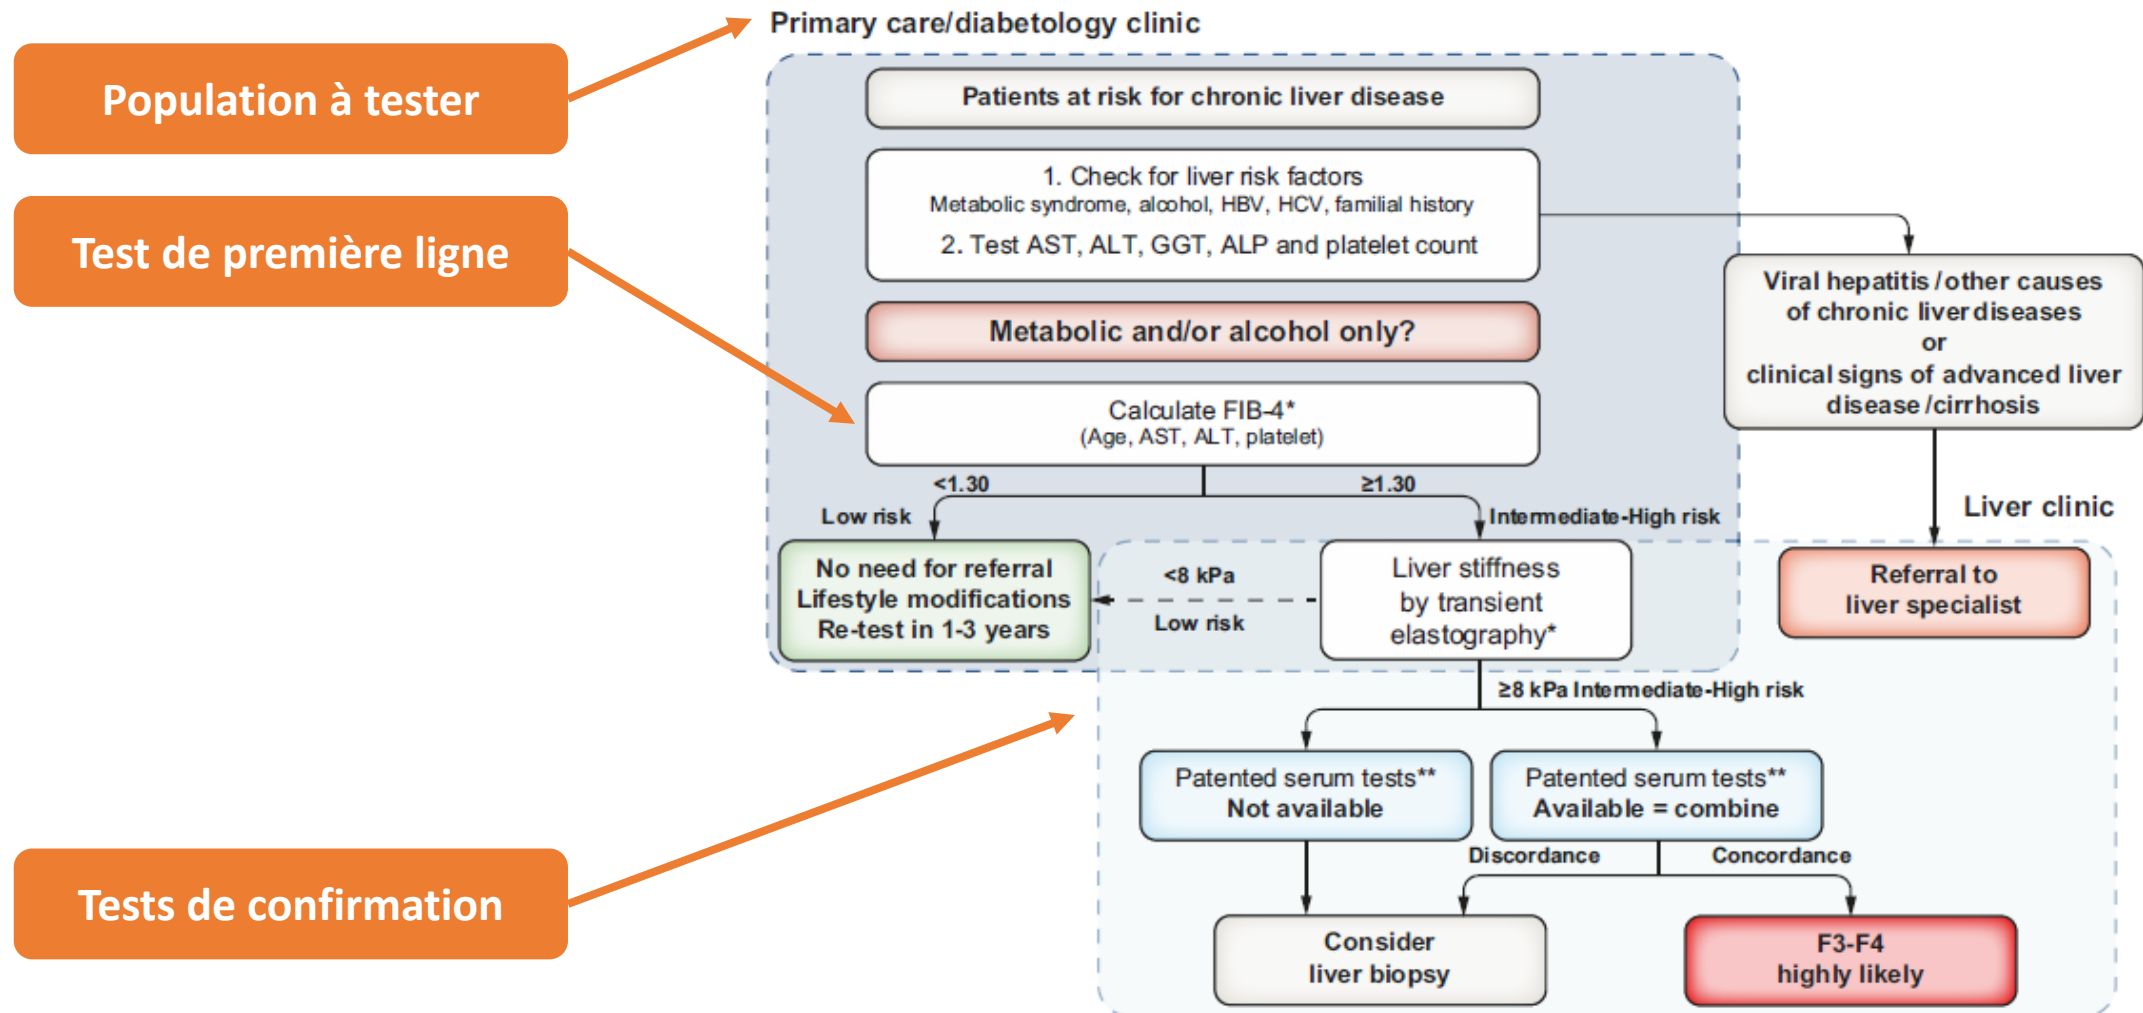 Primary care/diabetology clinic
Population à tester
Patients at risk for chronic liver disease
1. Check for liver risk factors
Metabolic syndrome, alcohol, HBV, HCV, familial history
2. Test AST, ALT, GGT, ALP and platelet count
Test de première ligne
Viral hepatitis/other causes
of chronic liver diseases
or
clinical signs of advanced liver
disease/cirrhosis
Metabolic and/or alcohol only?
Calculate FIB-4*
(Age, AST, ALT, platelet)
<1.30
≥1.30
Low risk
Intermediate-High risk
Liver clinic
No need for referral
Lifestyle modifications
Re-test in 1-3 years
<8 kPa
Low risk
Liver stiffness
by transient
elastography*
Referral to
liver specialist
≥8 kPa Intermediate-High risk
Patented serum tests**
Not available
Patented serum tests**
Available = combine
Discordance
Concordance
Tests de confirmation
Consider
liver biopsy
F3-F4
highly likely